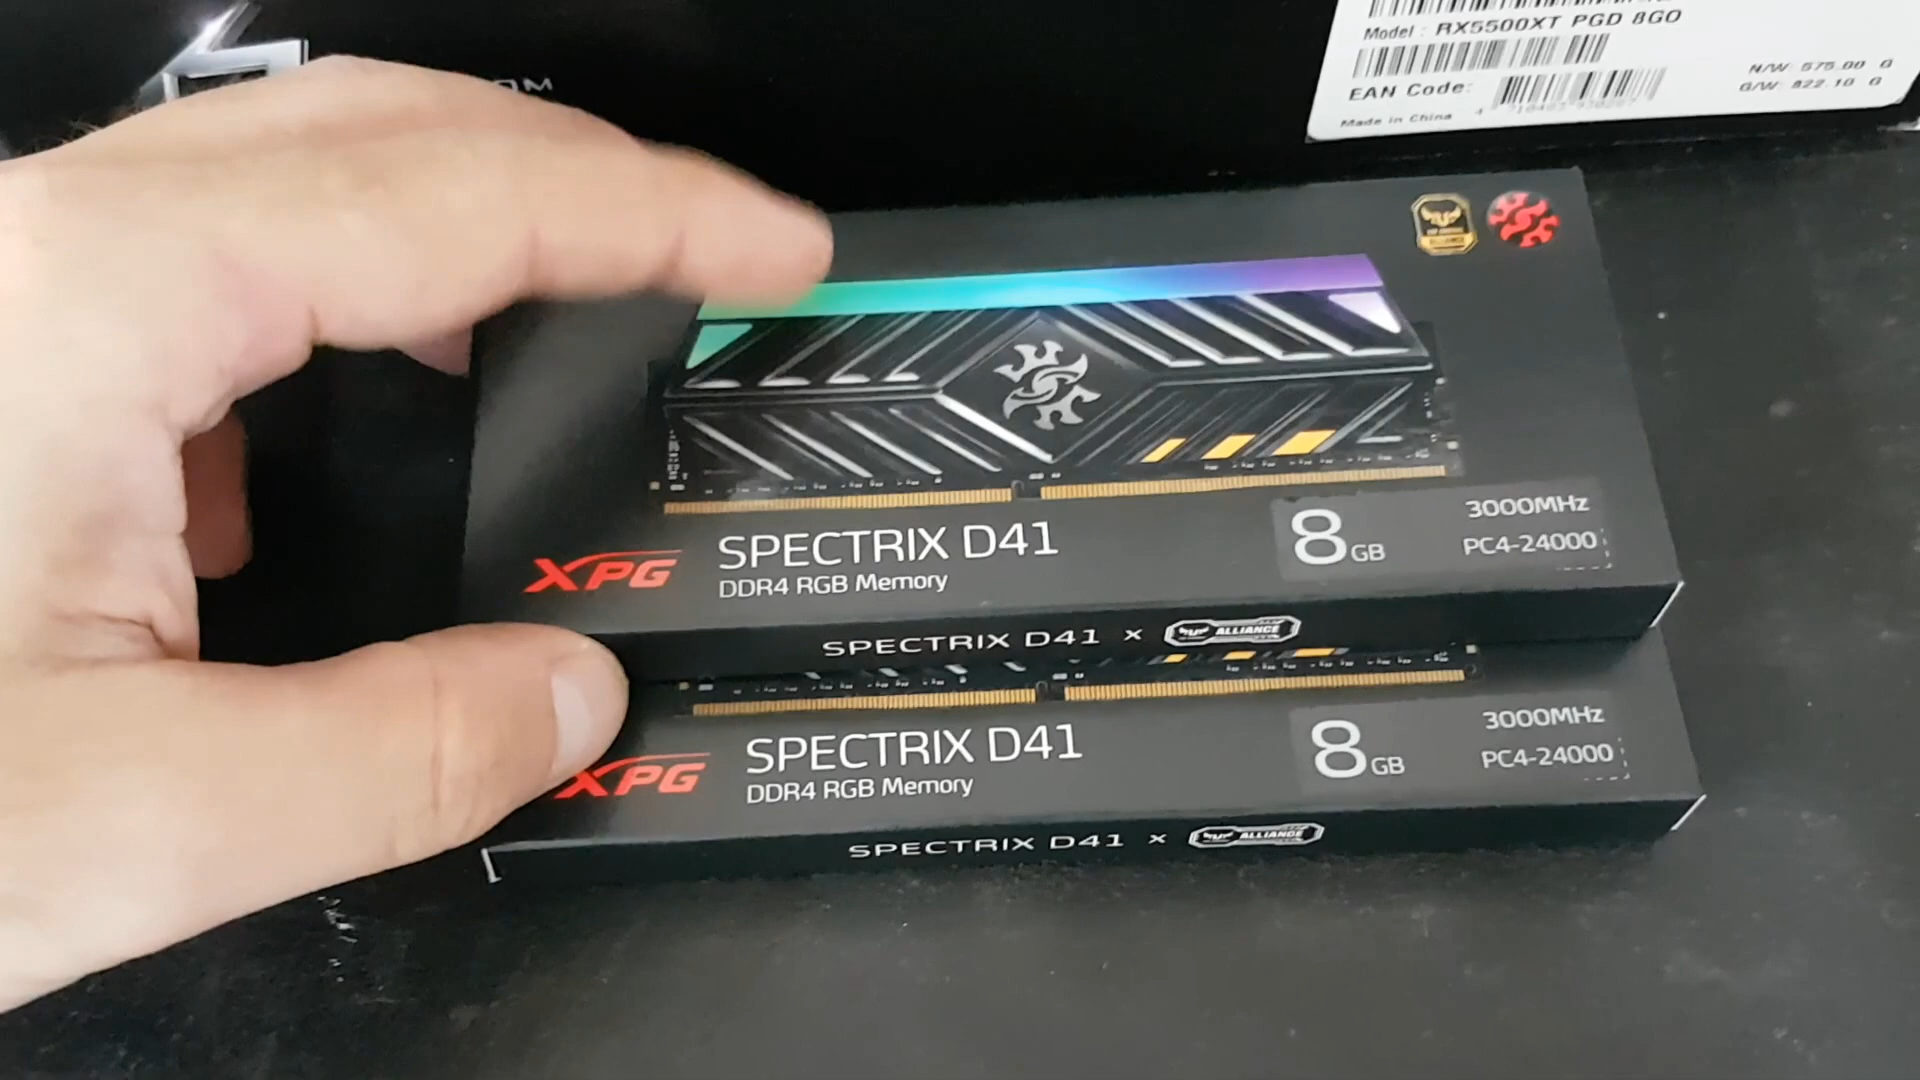 Model : RX5500XT PGD 8GO
EAN Code:
N/W: 575.00 G
G/W: 822.10 G
Made in China
ALLIANCE
XPG
SPECTRIX D41
DDR4 RGB Memory
8GB
3000MHz
PC4-24000
SPECTRIX D41 x ALLIANCE
XPG
SPECTRIX D41
DDR4 RGB Memory
8GB
3000MHz
PC4-24000
SPECTRIX D41 x ALLIANCE